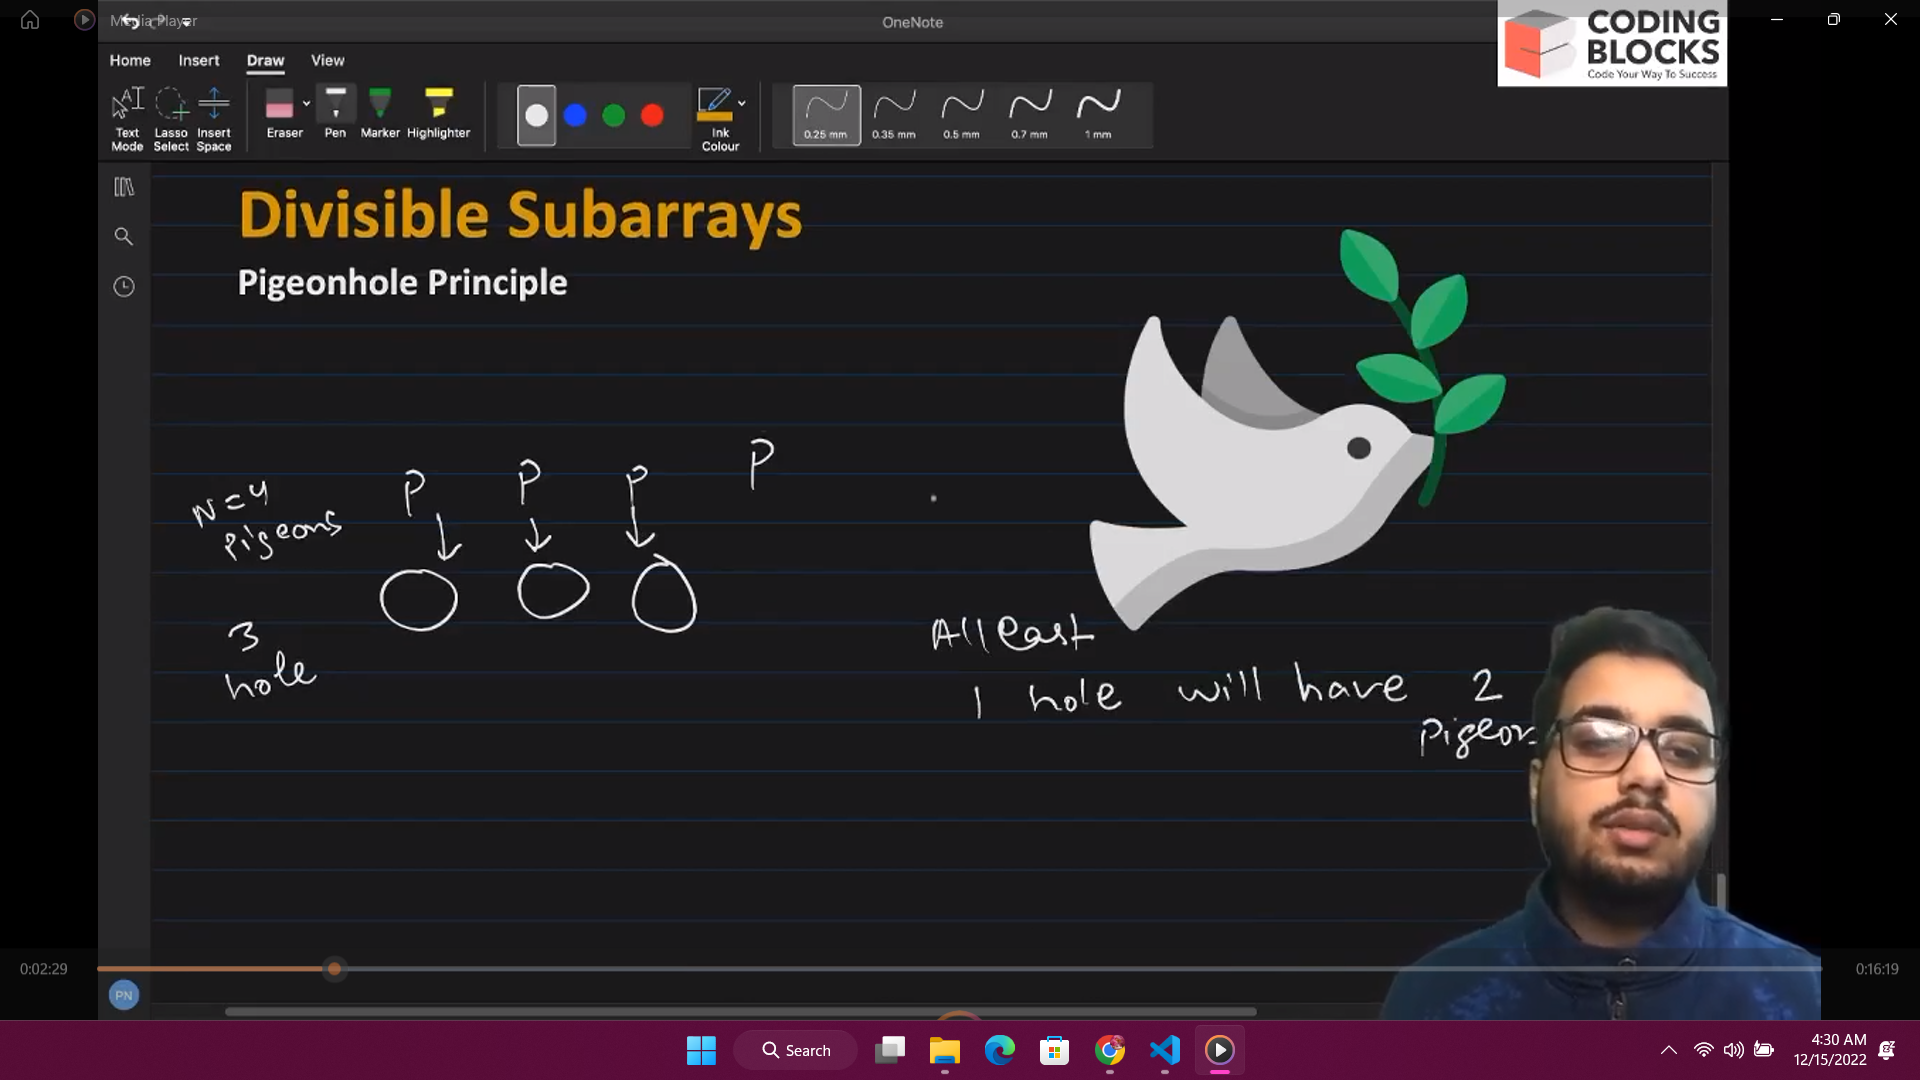 Media Player
OneNote
CODING
BLOCKS
Code Your Way To Success
Home Insert Draw View
Text Mode
Lasso Select
Insert Space
Eraser
Pen
Marker
Highlighter
Ink Colour
0.25 mm
0.35 mm
0.5 mm
0.7 mm
1 mm
Divisible Subarrays
Pigeonhole Principle
P P P P
N=4
Pigeons
3
hole
Atleast
1 hole will have 2
0:02:29
0:16:19
PN
Search
4:30 AM
12/15/2022